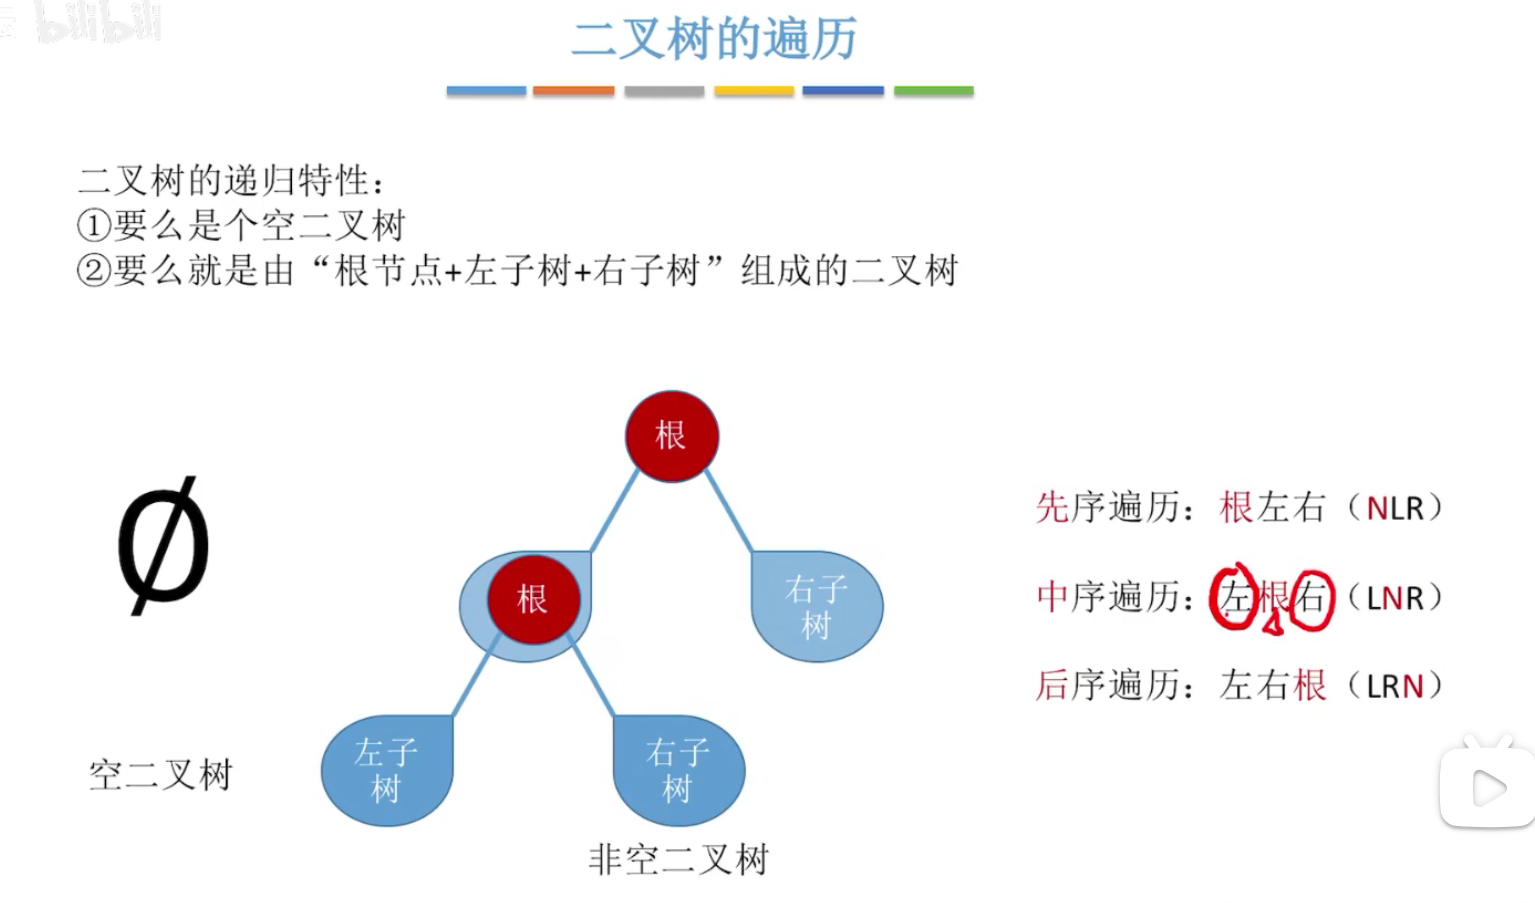 bilibili
二叉树的遍历
二叉树的递归特性：
①要么是个空二叉树
②要么就是由“根节点+左子树+右子树”组成的二叉树
根
根
右子
树
左子
树
右子
树
Ø
空二叉树
非空二叉树
先序遍历：根左右（NLR）
中序遍历：左根右（LNR）
后序遍历：左右根（LRN）